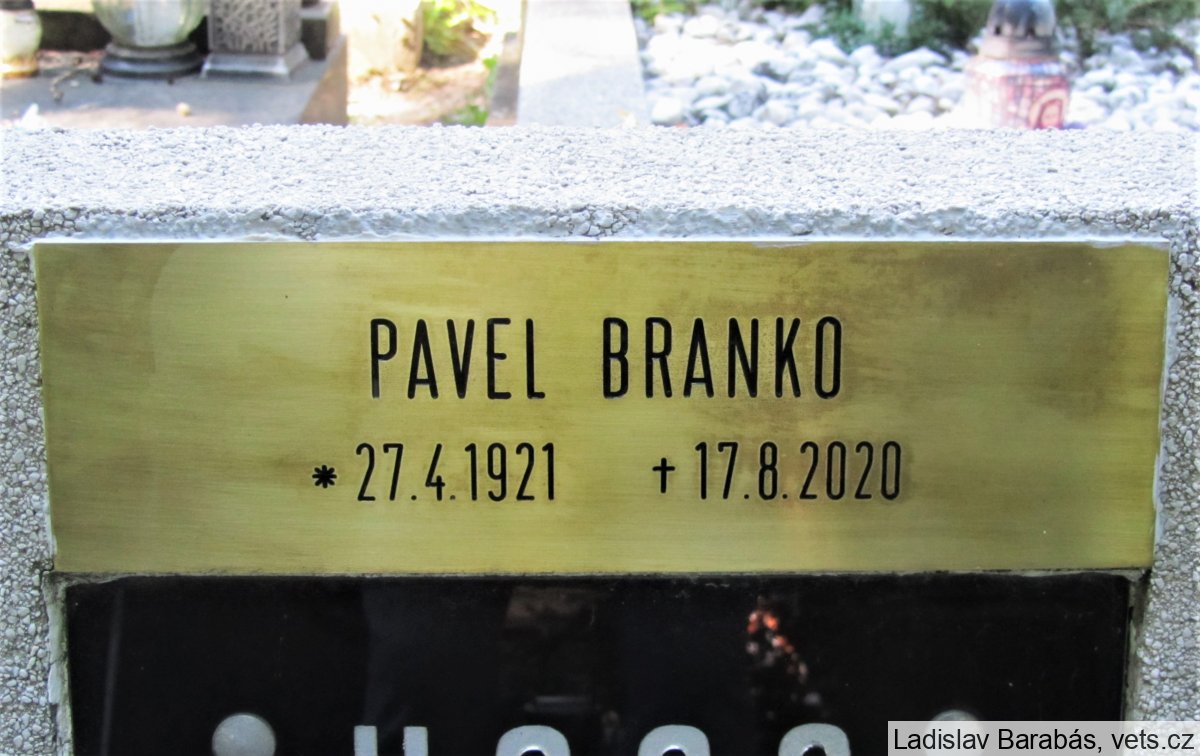 PAVEL BRANKO
* 27.4.1921 † 17.8.2020
Ladislav Barabás, vets.cz